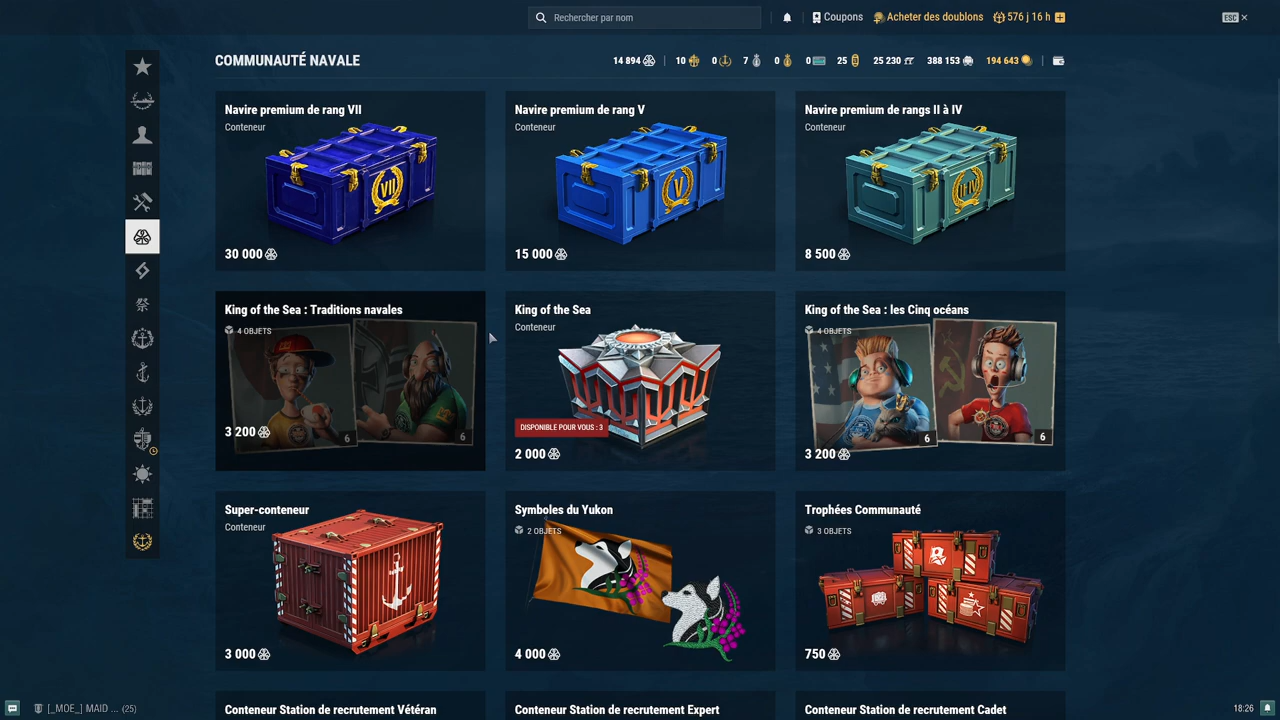 Rechercher par nom
Coupons
Acheter des doublons
576 j 16 h
ESC
COMMUNAUTÉ NAVALE
14 894
10
0
7
0
0
25
25 230
388 153
194 643
Navire premium de rang VII
Conteneur
VII
30 000
Navire premium de rang V
Conteneur
V
15 000
Navire premium de rangs II à IV
Conteneur
II-IV
8 500
King of the Sea : Traditions navales
4 OBJETS
6
6
3 200
King of the Sea
Conteneur
DISPONIBLE POUR VOUS : 3
2 000
King of the Sea : les Cinq océans
4 OBJETS
6
6
3 200
Super-conteneur
Conteneur
3 000
Symboles du Yukon
2 OBJETS
4 000
Trophées Communauté
3 OBJETS
750
Conteneur Station de recrutement Vétéran
Conteneur Station de recrutement Expert
Conteneur Station de recrutement Cadet
[_MOE_] MAID ... (25)
18:26